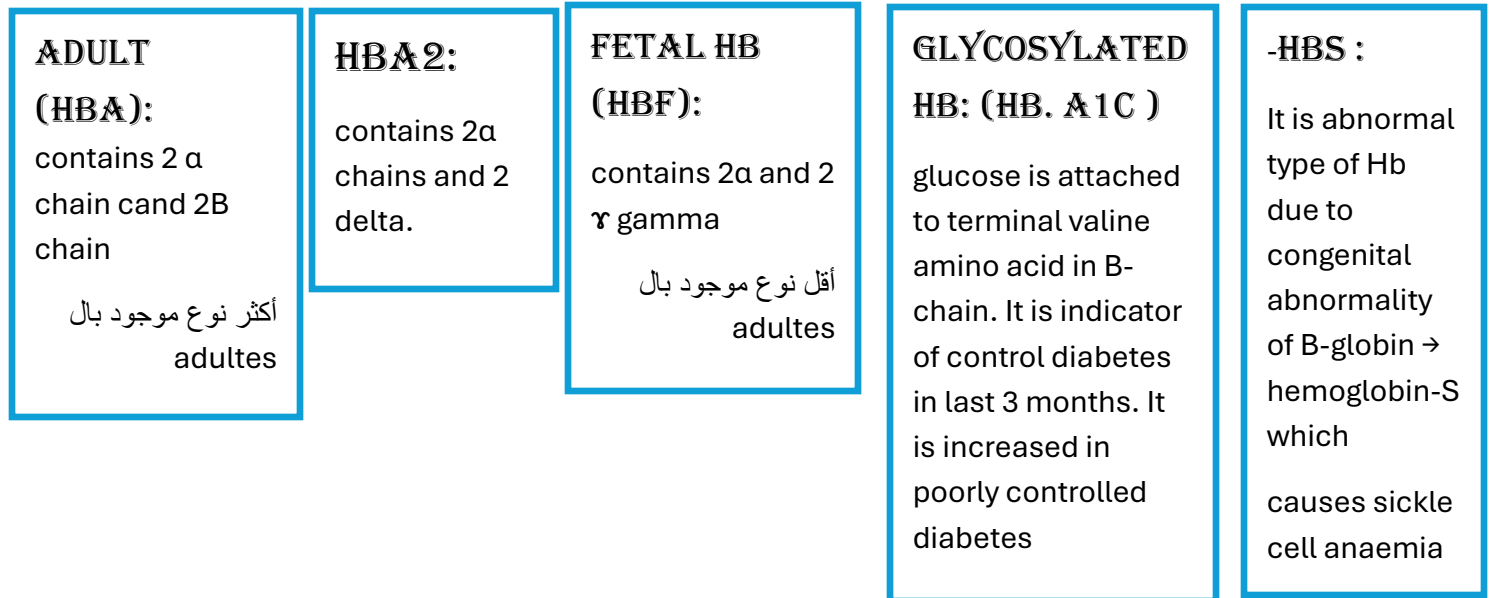 ADULT
(HBA):
contains 2 α
chain cand 2B
chain
أكثر نوع موجود بال
adultes
HBA2:
contains 2α
chains and 2
delta.
FETAL HB
(HBF):
contains 2α and 2
ɤ gamma
أقل نوع موجود بال
adultes
GLYCOSYLATED
HB: (HB. A1C )
glucose is attached
to terminal valine
amino acid in B-
chain. It is indicator
of control diabetes
in last 3 months. It
is increased in
poorly controlled
diabetes
-HBS :
It is abnormal
type of Hb
due to
congenital
abnormality
of B-globin →
hemoglobin-S
which
causes sickle
cell anaemia